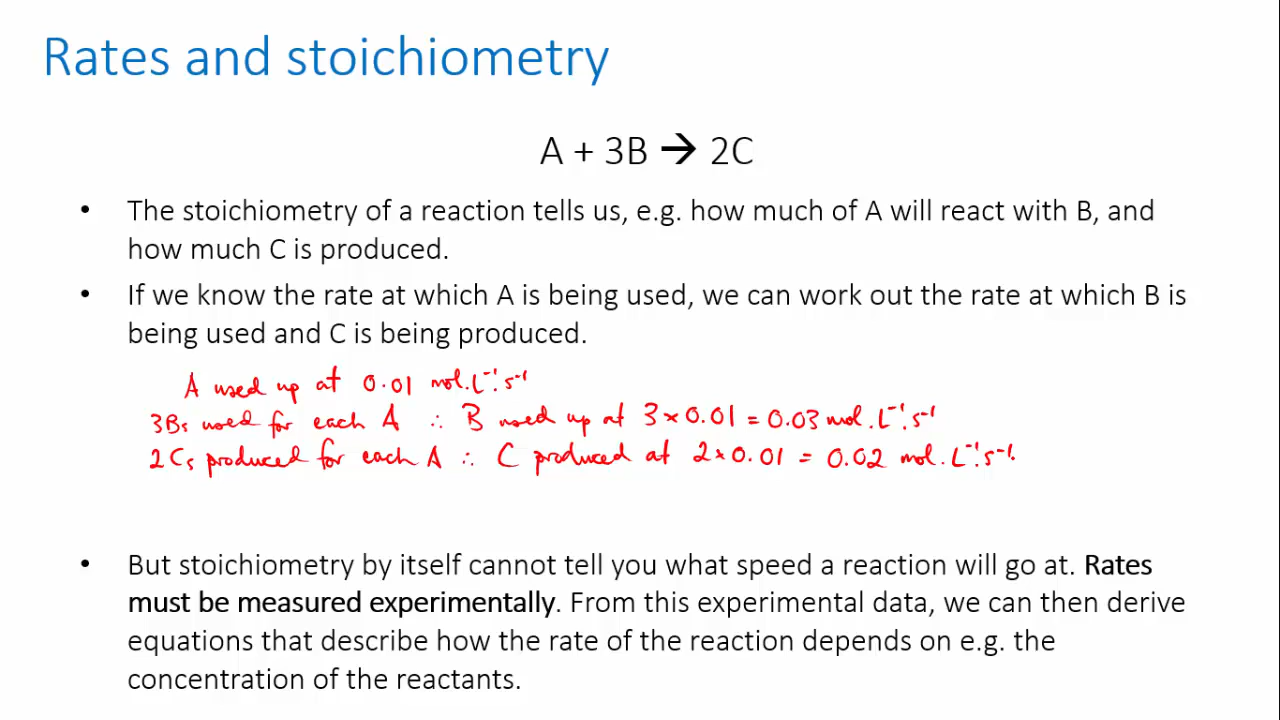 Rates and stoichiometry
A + 3B → 2C
• The stoichiometry of a reaction tells us, e.g. how much of A will react with B, and
how much C is produced.
• If we know the rate at which A is being used, we can work out the rate at which B is
being used and C is being produced.
A used up at 0.01 mol.L⁻¹.s⁻¹
3Bs used for each A ∴ B used up at 3 × 0.01 = 0.03 mol.L⁻¹.s⁻¹
2Cs produced for each A ∴ C produced at 2 × 0.01 = 0.02 mol.L⁻¹.s⁻¹.
• But stoichiometry by itself cannot tell you what speed a reaction will go at. Rates
must be measured experimentally. From this experimental data, we can then derive
equations that describe how the rate of the reaction depends on e.g. the
concentration of the reactants.